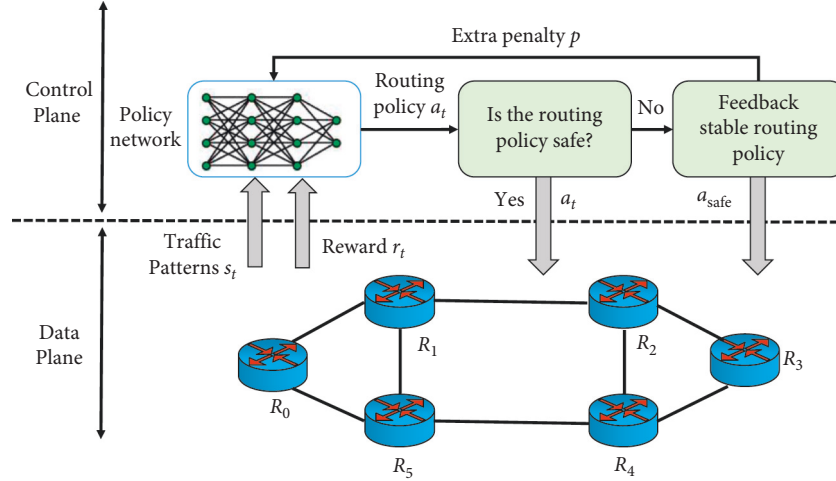 Extra penalty p
Control
Plane
Policy
network
Routing
policy a_t
Is the routing
policy safe?
No
Feedback
stable routing
policy
Yes
a_t
a_safe
Traffic
Patterns s_t
Reward r_t
Data
Plane
R_0
R_1
R_2
R_3
R_5
R_4